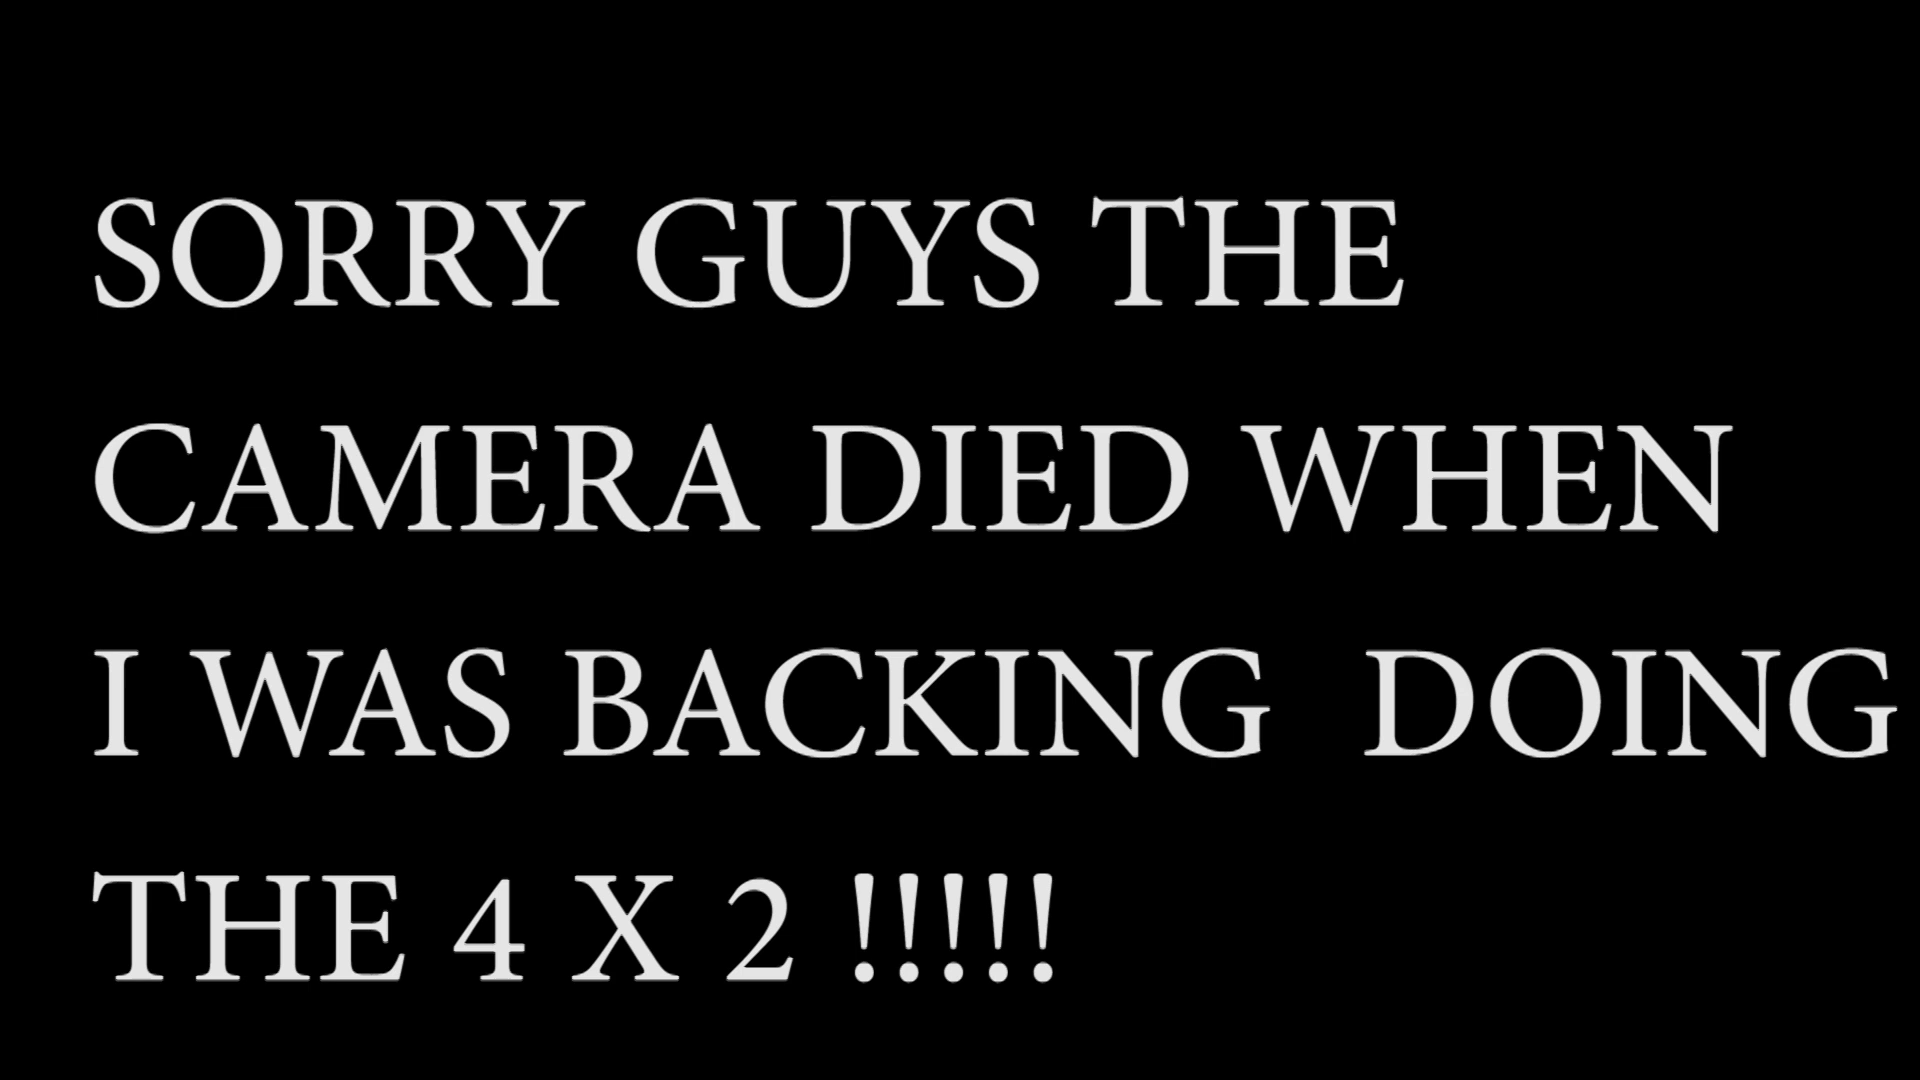 SORRY GUYS THE
CAMERA DIED WHEN
I WAS BACKING  DOING
THE 4 X 2 !!!!!